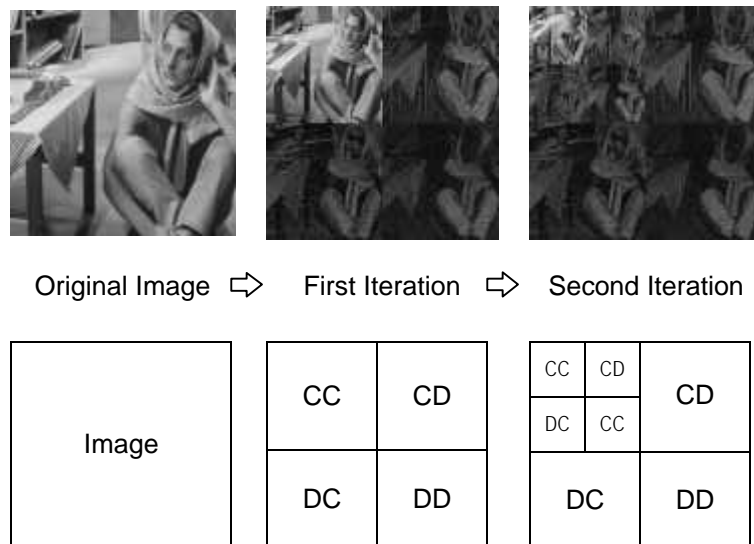 Original Image ⇨ First Iteration ⇨ Second Iteration
Image
CC CD
DC DD
CC CD
DC CC
CD
DC DD